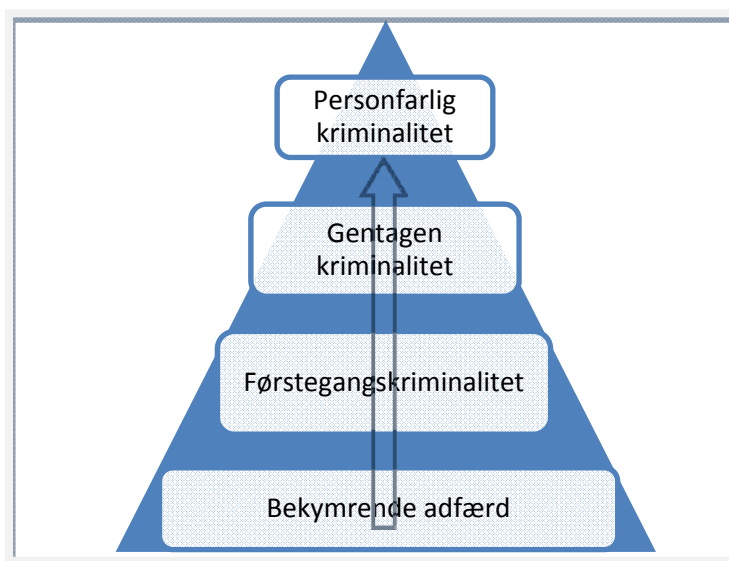 Personfarlig
kriminalitet
Gentagen
kriminalitet
Førstegangskriminalitet
Bekymrende adfærd